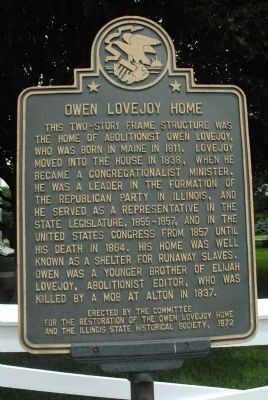 OWEN LOVEJOY HOME
THIS TWO-STORY FRAME STRUCTURE WAS
THE HOME OF ABOLITIONIST OWEN LOVEJOY,
WHO WAS BORN IN MAINE IN 1811. LOVEJOY
MOVED INTO THE HOUSE IN 1838, WHEN HE
BECAME A CONGREGATIONALIST MINISTER.
HE WAS A LEADER IN THE FORMATION OF
THE REPUBLICAN PARTY IN ILLINOIS, AND
HE SERVED AS A REPRESENTATIVE IN THE
STATE LEGISLATURE, 1855-1857, AND IN THE
UNITED STATES CONGRESS FROM 1857 UNTIL
HIS DEATH IN 1864. HIS HOME WAS WELL
KNOWN AS A SHELTER FOR RUNAWAY SLAVES.
OWEN WAS A YOUNGER BROTHER OF ELIJAH
LOVEJOY, ABOLITIONIST EDITOR, WHO WAS
KILLED BY A MOB AT ALTON IN 1837.
ERECTED BY THE COMMITTEE
FOR THE RESTORATION OF THE OWEN LOVEJOY HOME
AND THE ILLINOIS STATE HISTORICAL SOCIETY, 1972